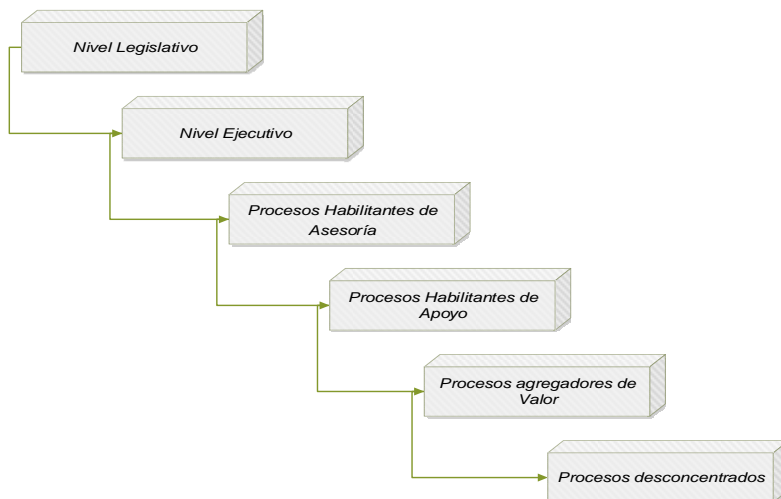 Nivel Legislativo
Nivel Ejecutivo
Procesos Habilitantes de
Asesoría
Procesos Habilitantes de
Apoyo
Procesos agregadores de
Valor
Procesos desconcentrados